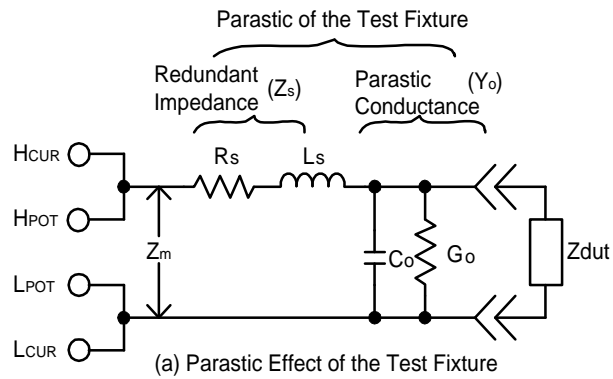 Parastic of the Test Fixture
Redundant Impedance (Zs)
Parastic Conductance (Yo)
HCUR
Rs
Ls
HPOT
Zm
Co
Go
Zdut
LPOT
LCUR
(a) Parastic Effect of the Test Fixture